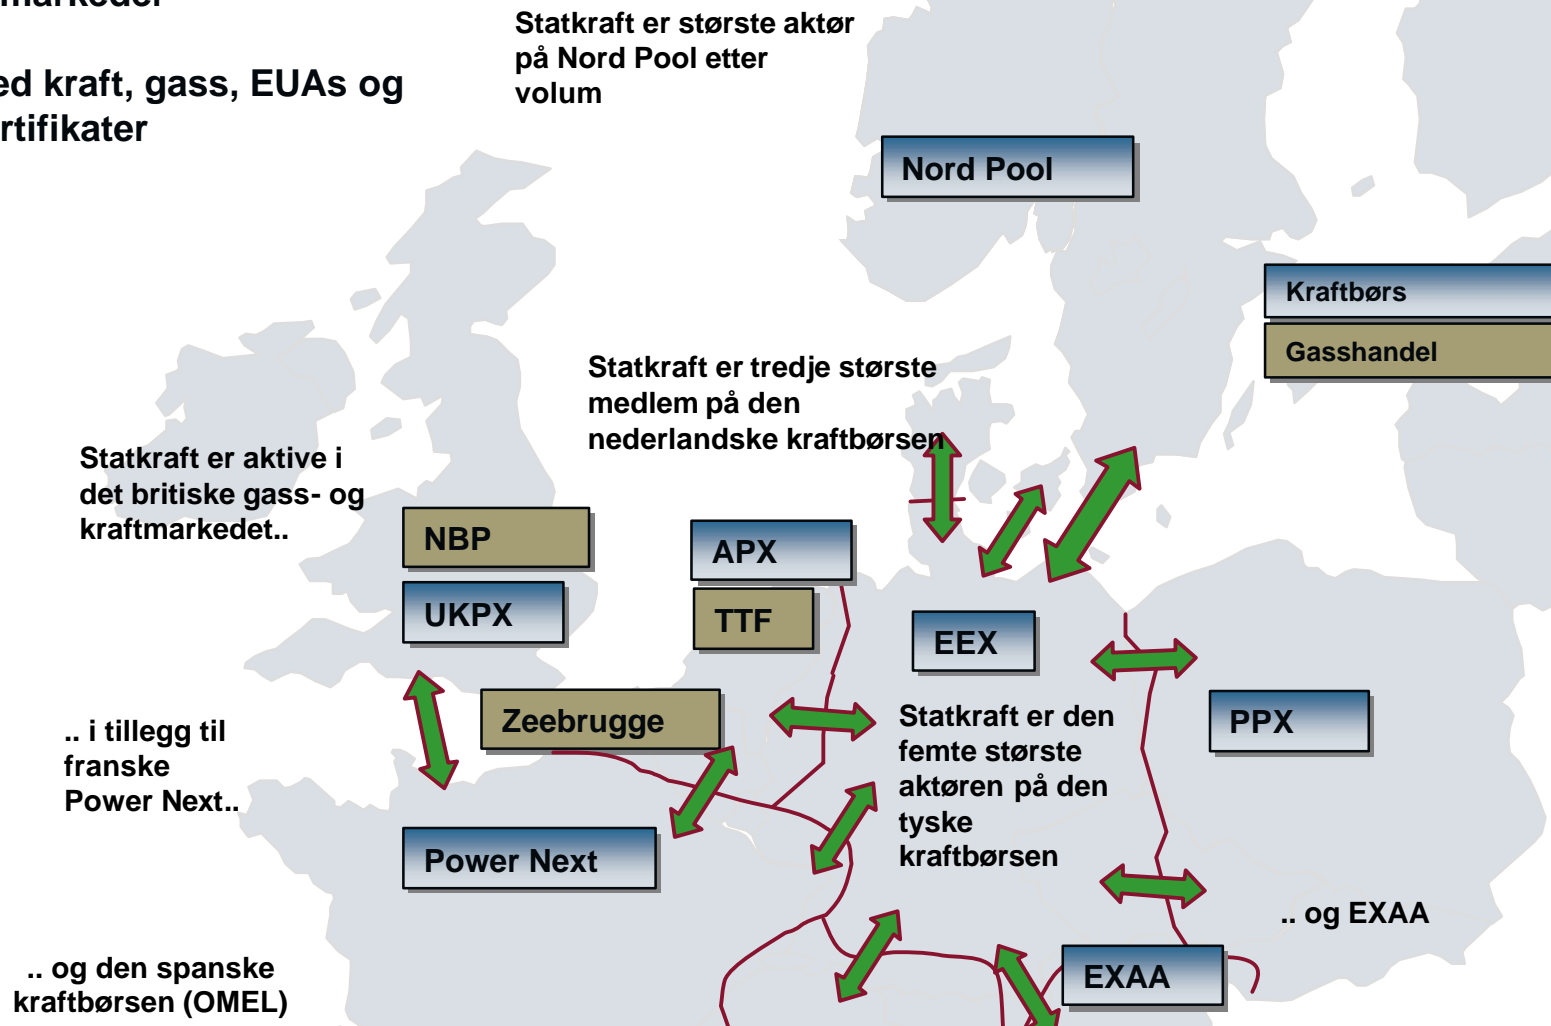 markeder
ed kraft, gass, EUAs og
rtifikater
Statkraft er største aktør
på Nord Pool etter
volum
Nord Pool
Kraftbørs
Gasshandel
Statkraft er tredje største
medlem på den
nederlandske kraftbørsen
Statkraft er aktive i
det britiske gass- og
kraftmarkedet..
NBP
UKPX
APX
TTF
EEX
Zeebrugge
PPX
.. i tillegg til
franske
Power Next..
Statkraft er den
femte største
aktøren på den
tyske
kraftbørsen
Power Next
.. og EXAA
EXAA
.. og den spanske
kraftbørsen (OMEL)